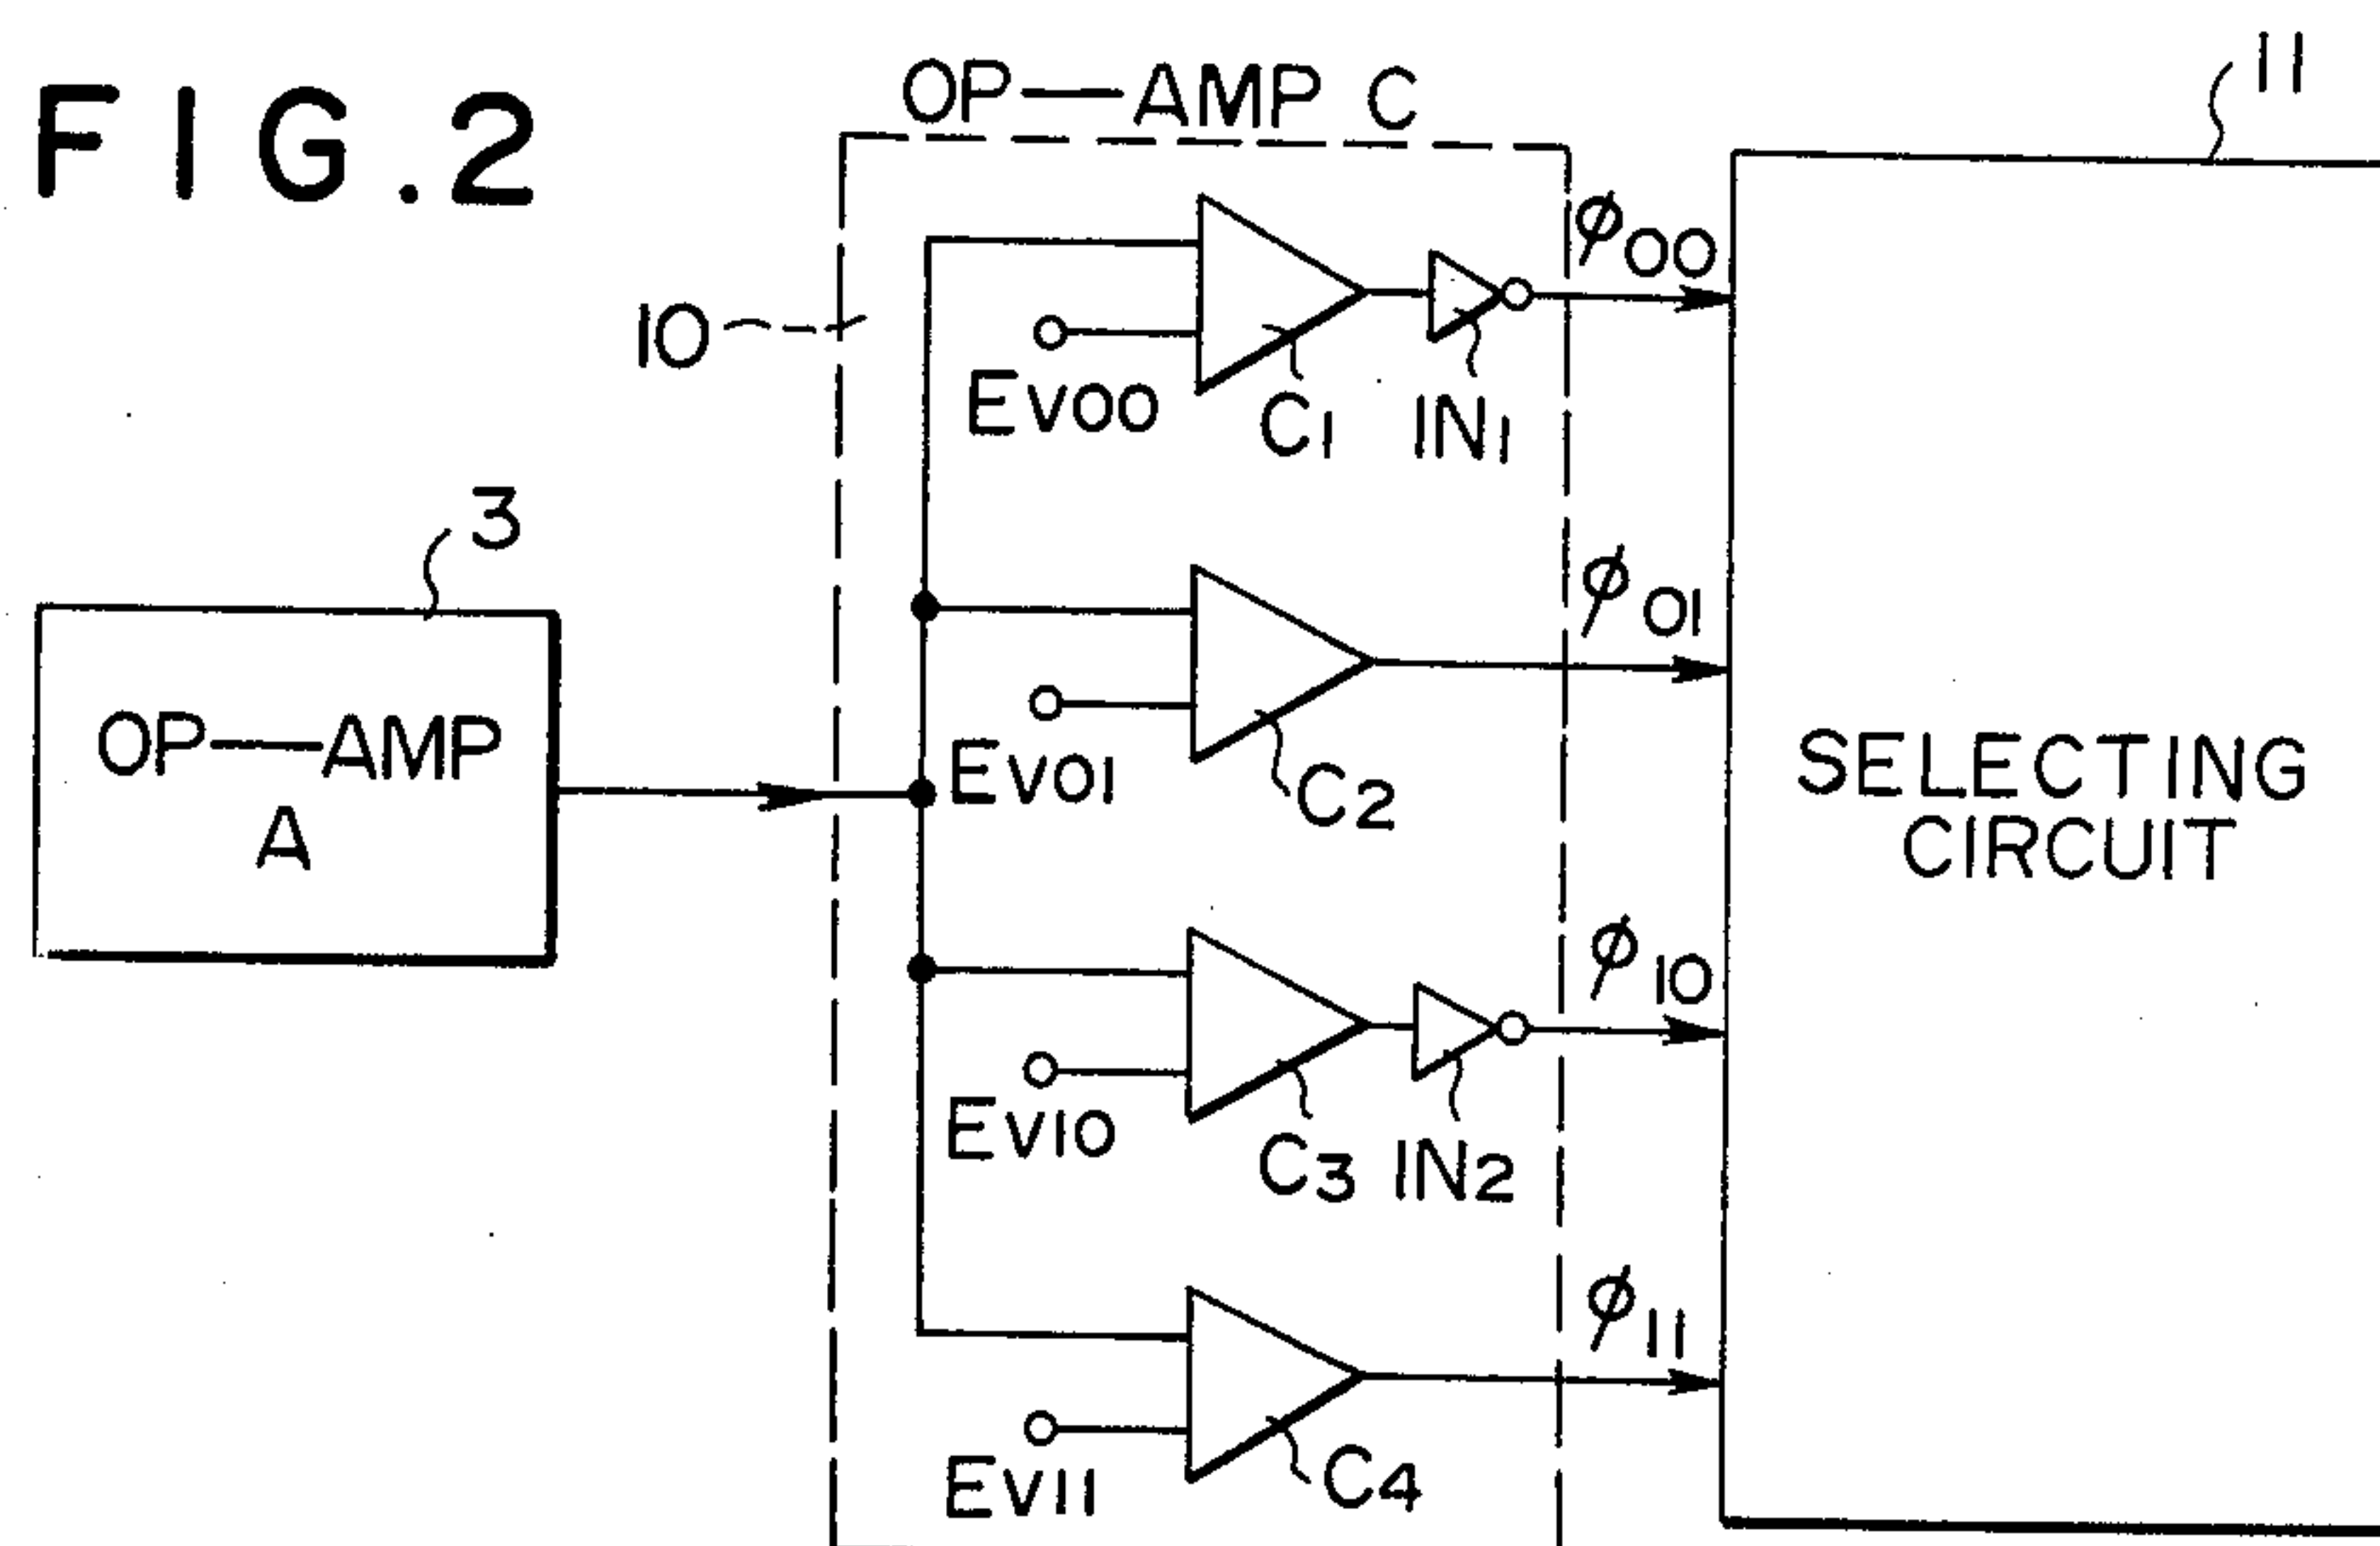 FIG.2
OP—AMP C
11
φ00
10
EV00
C1
IN1
3
φ01
OP—AMP
A
EV01
C2
SELECTING
CIRCUIT
φ10
EV10
C3
IN2
φ11
EV11
C4